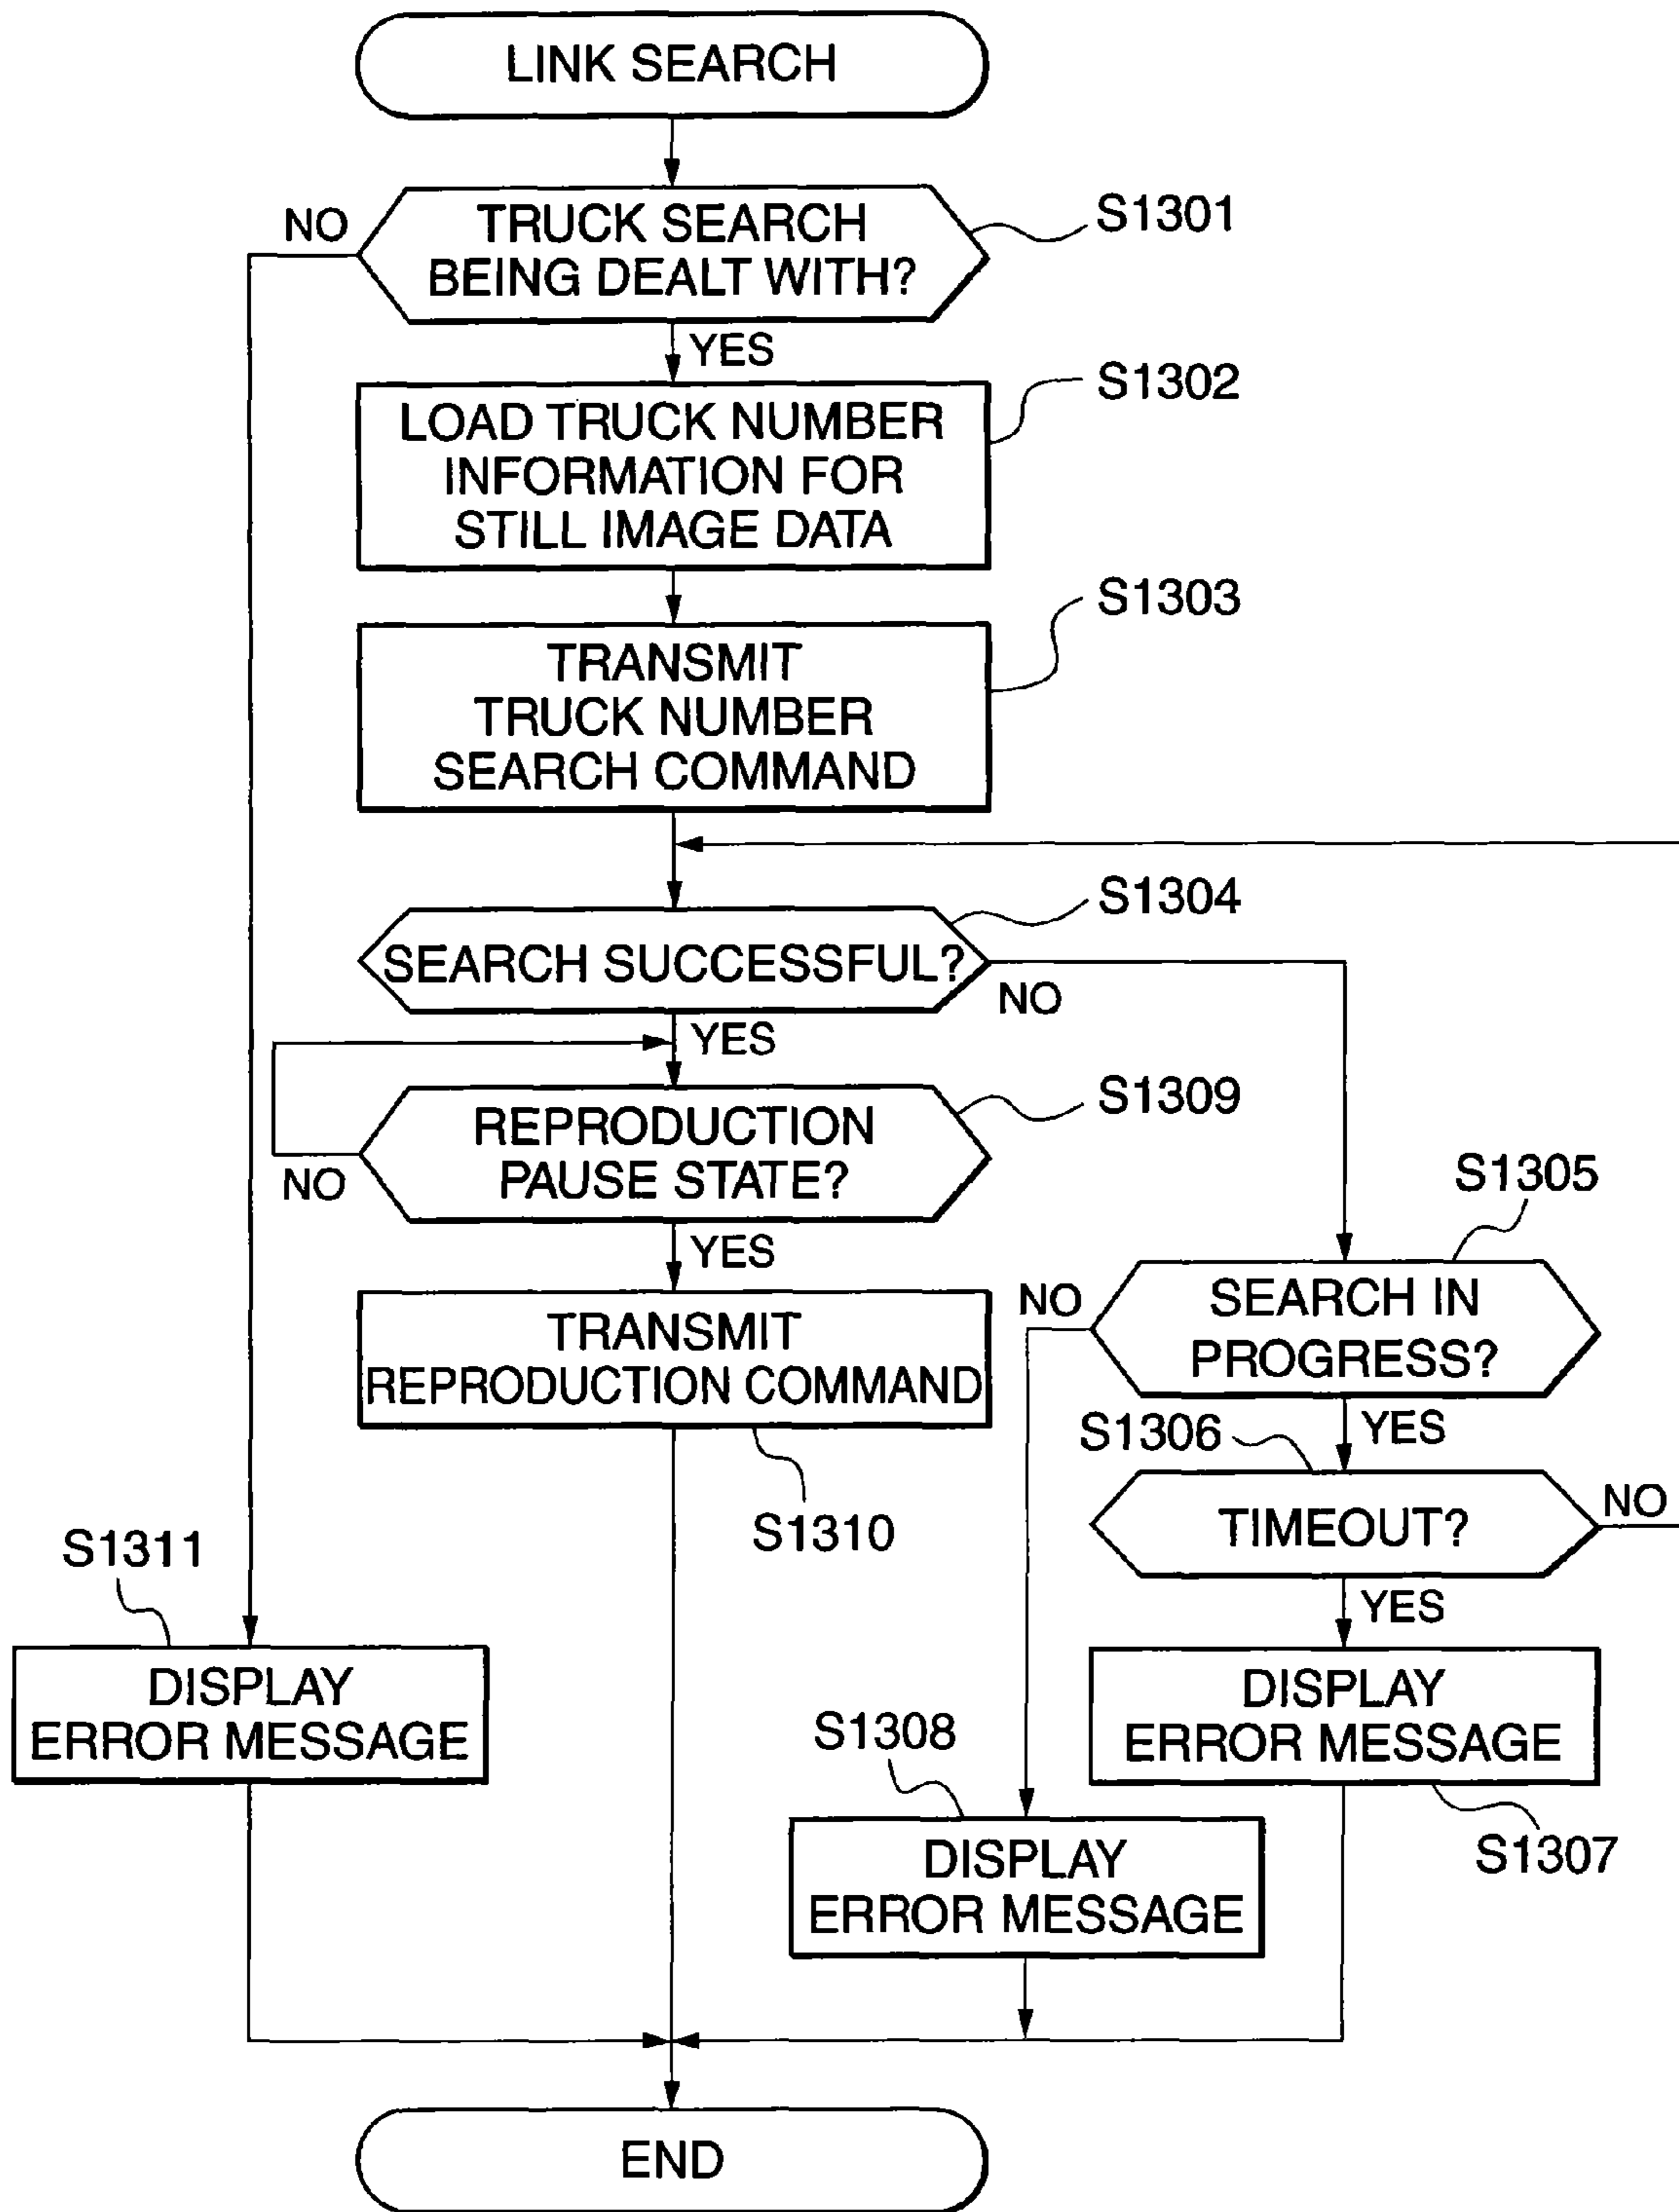 LINK SEARCH
NO
TRUCK SEARCH
BEING DEALT WITH?
S1301
YES
S1302
LOAD TRUCK NUMBER
INFORMATION FOR
STILL IMAGE DATA
S1303
TRANSMIT
TRUCK NUMBER
SEARCH COMMAND
S1304
SEARCH SUCCESSFUL?
NO
YES
S1309
REPRODUCTION
PAUSE STATE?
NO
YES
S1305
NO
SEARCH IN
PROGRESS?
TRANSMIT
REPRODUCTION COMMAND
S1306
YES
TIMEOUT?
NO
S1310
S1311
YES
DISPLAY
ERROR MESSAGE
DISPLAY
ERROR MESSAGE
S1308
S1307
DISPLAY
ERROR MESSAGE
END